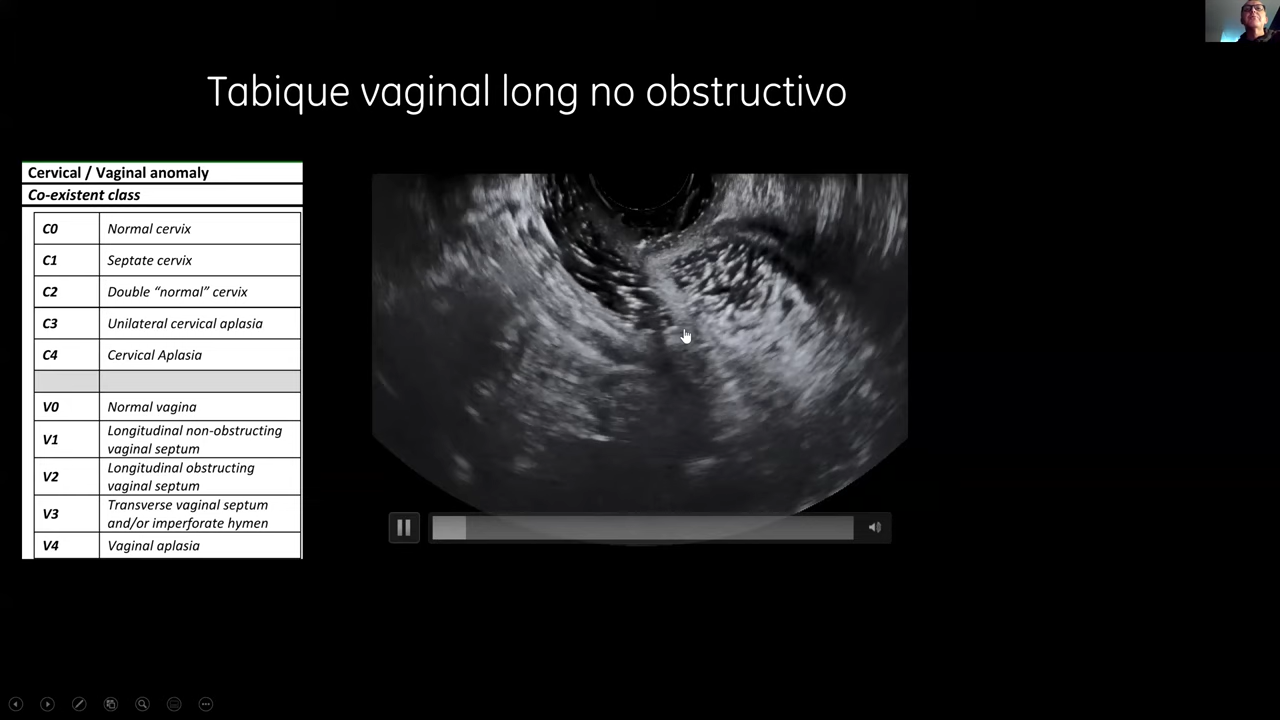 Tabique vaginal long no obstructivo
Cervical / Vaginal anomaly
Co-existent class
C0 Normal cervix
C1 Septate cervix
C2 Double “normal” cervix
C3 Unilateral cervical aplasia
C4 Cervical Aplasia
V0 Normal vagina
V1 Longitudinal non-obstructing
vaginal septum
V2 Longitudinal obstructing
vaginal septum
V3 Transverse vaginal septum
and/or imperforate hymen
V4 Vaginal aplasia